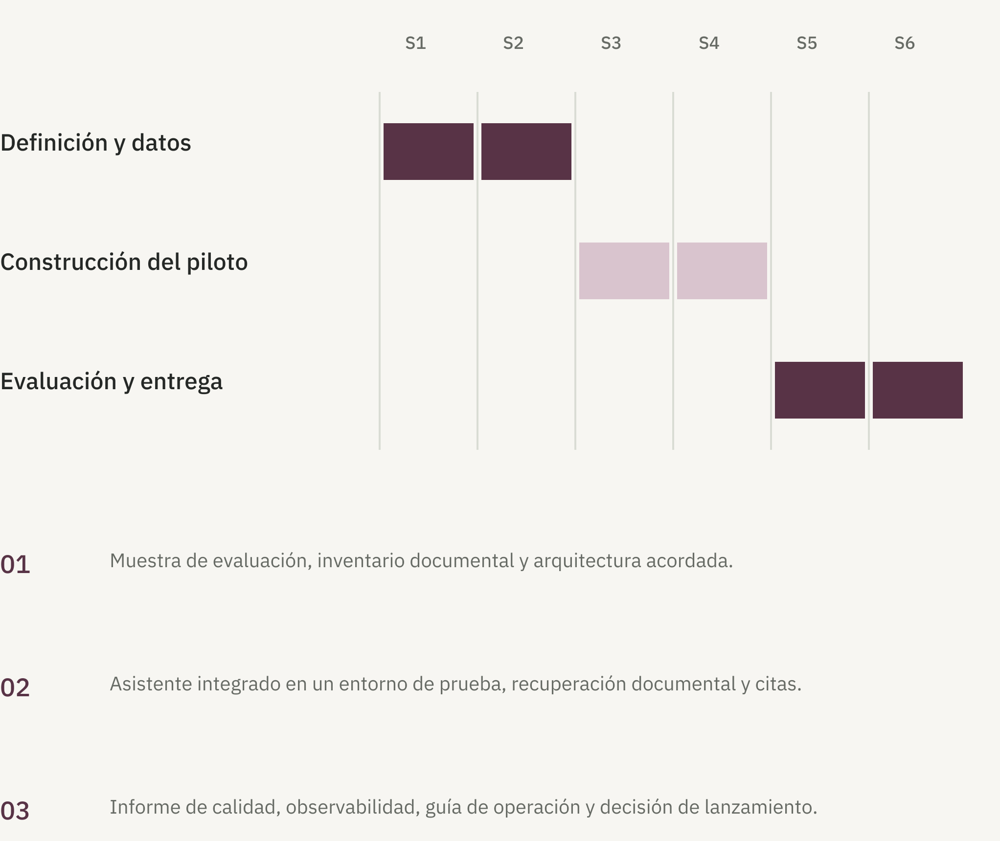 S1 S2 S3 S4 S5 S6
Definición y datos
Construcción del piloto
Evaluación y entrega
01 Muestra de evaluación, inventario documental y arquitectura acordada.
02 Asistente integrado en un entorno de prueba, recuperación documental y citas.
03 Informe de calidad, observabilidad, guía de operación y decisión de lanzamiento.